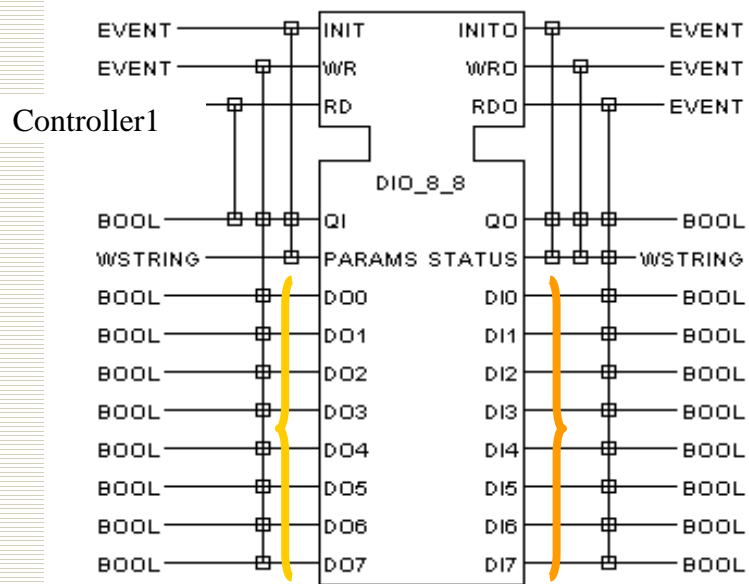 EVENT INIT INITO EVENT
EVENT WR WRO EVENT
RD RDO EVENT
Controller1
DIO_8_8
BOOL QI QO BOOL
WSTRING PARAMS STATUS WSTRING
BOOL DO0 DI0 BOOL
BOOL DO1 DI1 BOOL
BOOL DO2 DI2 BOOL
BOOL DO3 DI3 BOOL
BOOL DO4 DI4 BOOL
BOOL DO5 DI5 BOOL
BOOL DO6 DI6 BOOL
BOOL DO7 DI7 BOOL